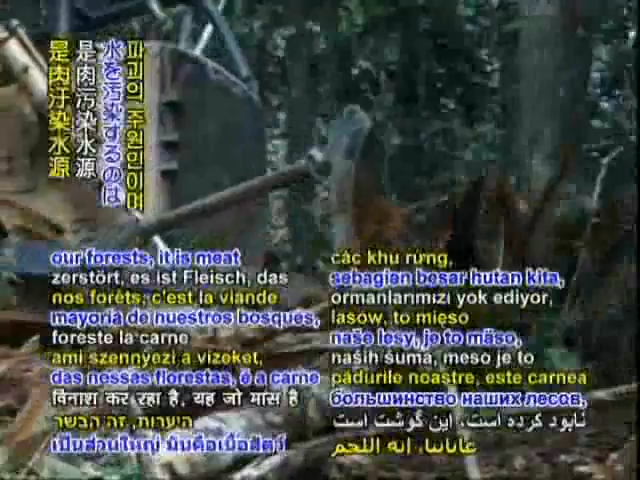 파괴의 주원인이며
水を汚染するのは
是肉污染水源
是肉汙染水源
our forests, it is meat
zerstört, es ist Fleisch, das
nos forêts, c'est la viande
mayoría de nuestros bosques,
foreste la carne
ami szennyezi a vizeket,
das nossas florestas, é a carne
विनाश कर रहा है, यह जो मांस है
היערות, זה הבשר
เป็นส่วนใหญ่ มันคือเนื้อสัตว์
các khu rừng,
sebagian besar hutan kita,
ormanlarımızı yok ediyor,
lasów, to mięso
naše lesy, je to mäso,
naših šuma, meso je to
pădurile noastre, este carnea
большинство наших лесов,
نابود کرده است، این گوشت است
غاباتنا، إنه اللحم